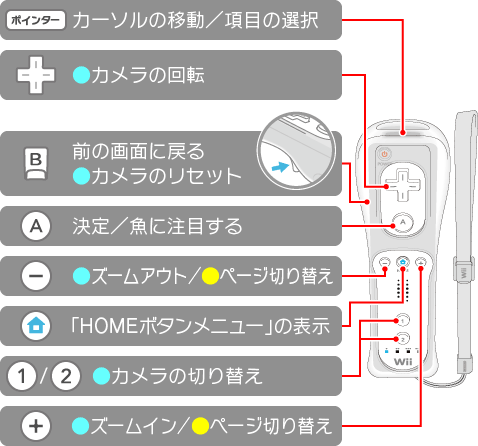 ポインター カーソルの移動／項目の選択
●カメラの回転
B 前の画面に戻る
●カメラのリセット
A 決定／魚に注目する
− ●ズームアウト／●ページ切り替え
「HOMEボタンメニュー」の表示
1 / 2 ●カメラの切り替え
+ ●ズームイン／●ページ切り替え
A
− +
1
2
Wii
Wii